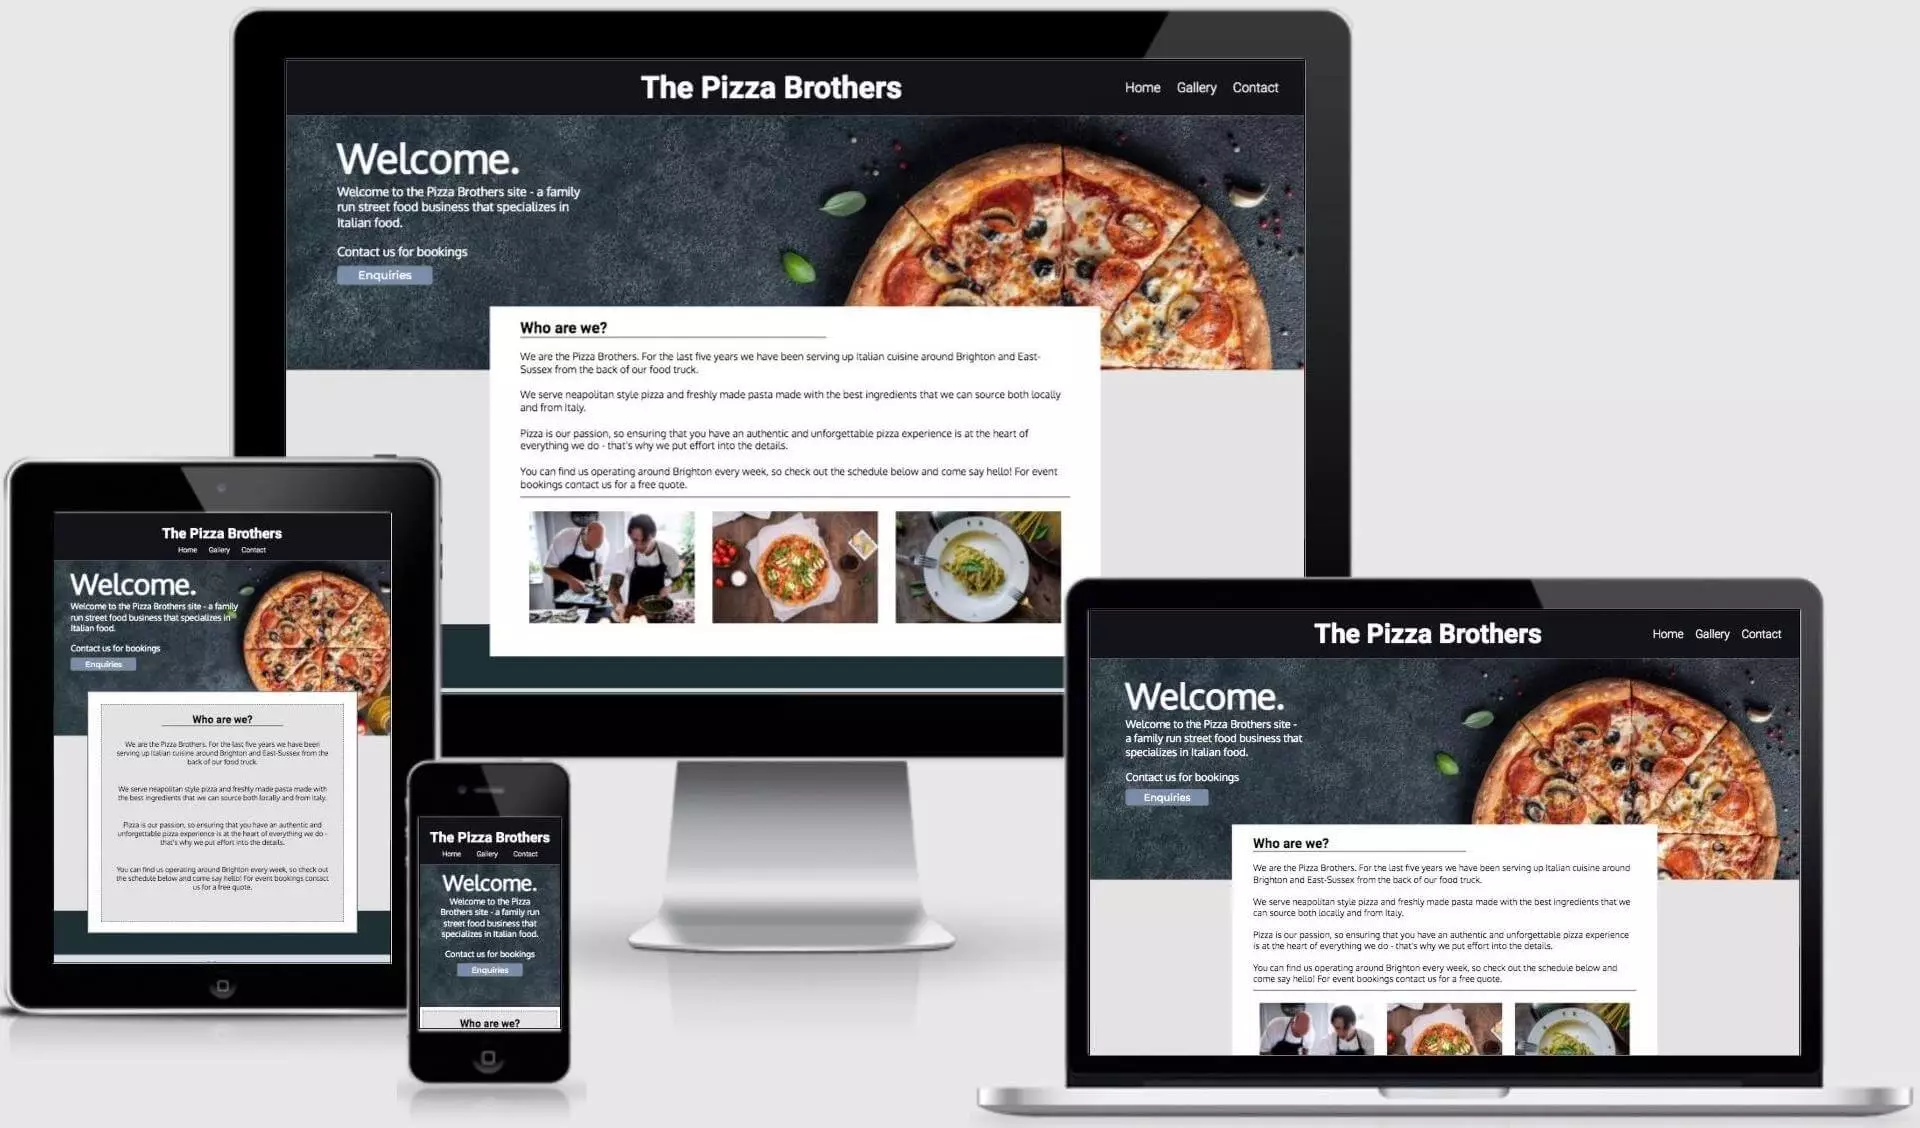 The Pizza Brothers
Home Gallery Contact
Welcome.
Welcome to the Pizza Brothers site - a family
run street food business that specializes in
Italian food.
Contact us for bookings
Enquiries
Who are we?
We are the Pizza Brothers. For the last five years we have been serving up Italian cuisine around Brighton and East-
Sussex from the back of our food truck.
We serve neapolitan style pizza and freshly made pasta made with the best ingredients that we can source both locally
and from Italy.
Pizza is our passion, so ensuring that you have an authentic and unforgettable pizza experience is at the heart of
everything we do - that's why we put effort into the details.
You can find us operating around Brighton every week, so check out the schedule below and come say hello! For event
bookings contact us for a free quote.
The Pizza Brothers
Home Gallery Contact
Welcome.
Welcome to the Pizza Brothers site - a family
run street food business that specializes in
Italian food.
Contact us for bookings
Enquiries
Who are we?
We are the Pizza Brothers. For the last five years we have been
serving up Italian cuisine around Brighton and East-Sussex from the
back of our food truck.
We serve neapolitan style pizza and freshly made pasta made with
the best ingredients that we can source both locally and from Italy.
Pizza is our passion, so ensuring that you have an authentic and
unforgettable pizza experience is at the heart of everything we do -
that's why we put effort into the details.
You can find us operating around Brighton every week, so check out
the schedule below and come say hello! For event bookings contact
us for a free quote.
The Pizza Brothers
Home Gallery Contact
Welcome.
Welcome to the Pizza
Brothers site - a family run
street food business that
specializes in Italian food.
Contact us for bookings
Enquiries
Who are we?
The Pizza Brothers
Home Gallery Contact
Welcome.
Welcome to the Pizza Brothers site -
a family run street food business that
specializes in Italian food.
Contact us for bookings
Enquiries
Who are we?
We are the Pizza Brothers. For the last five years we have been serving up Italian cuisine around
Brighton and East-Sussex from the back of our food truck.
We serve neapolitan style pizza and freshly made pasta made with the best ingredients that we
can source both locally and from Italy.
Pizza is our passion, so ensuring that you have an authentic and unforgettable pizza experience
is at the heart of everything we do - that's why we put effort into the details.
You can find us operating around Brighton every week, so check out the schedule below and
come say hello! For event bookings contact us for a free quote.